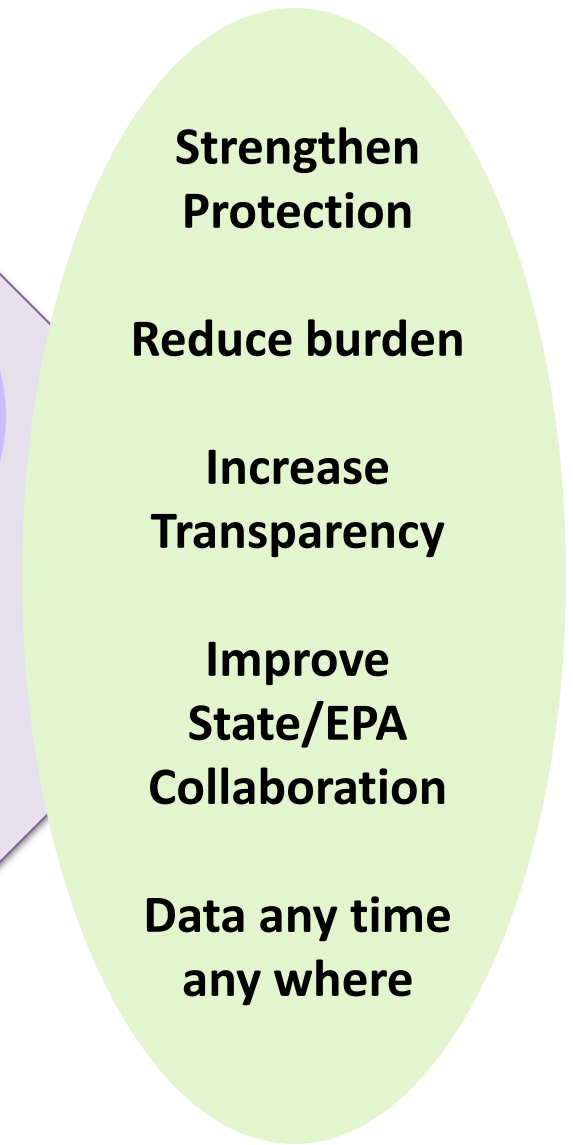 Strengthen
Protection
Reduce burden
Increase
Transparency
Improve
State/EPA
Collaboration
Data any time
any where